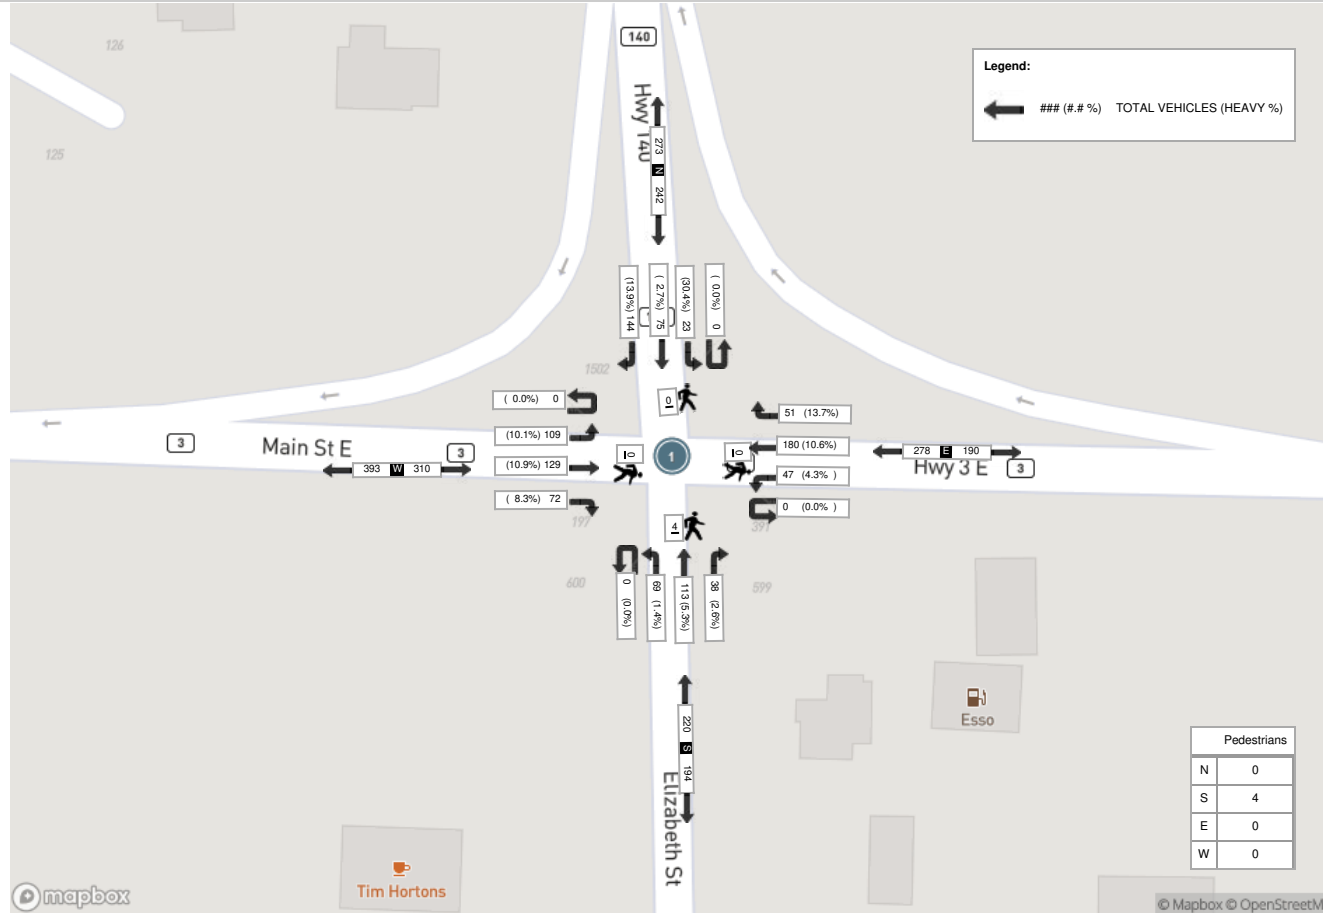 140
Hwy 140
126
125
Legend:
### (#.# %) TOTAL VEHICLES (HEAVY %)
273 N 242
(13.9%) 144
( 2.7%) 75
(30.4%) 23
( 0.0%) 0
1502
0
( 0.0%) 0
(10.1%) 109
(10.9%) 129
( 8.3%) 72
51 (13.7%)
180 (10.6%)
47 (4.3% )
0 (0.0% )
3
Main St E
3
393 W 310
0
1
0
278 E 190
Hwy 3 E
3
197
4
391
600
599
0 (0.0%)
69 (1.4%)
113 (5.3%)
38 (2.6%)
220 S 194
Elizabeth St
Esso
Tim Hortons
Pedestrians
N 0
S 4
E 0
W 0
mapbox
© Mapbox © OpenStreetM